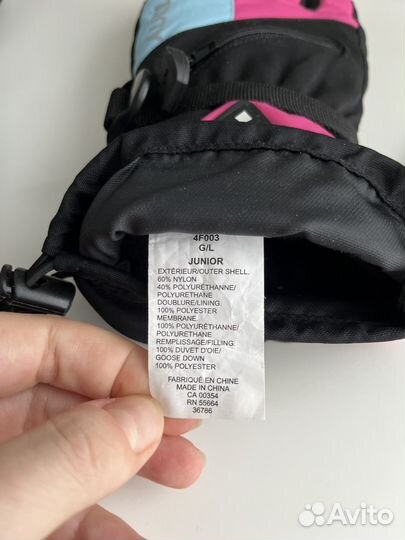 4F003
G/L
JUNIOR
EXTÉRIEUR/OUTER SHELL.
60% NYLON
40% POLYURÉTHANNE/
POLYURETHANE
DOUBLURE/LINING.
100% POLYESTER
MEMBRANE.
100% POLYURÉTHANNE/
POLYURETHANE
REMPLISSAGE/FILLING.
100% DUVET D'OIE/
GOOSE DOWN
100% POLYESTER
FABRIQUÉ EN CHINE
MADE IN CHINA
CA 00354
RN 55664
36786
Avito